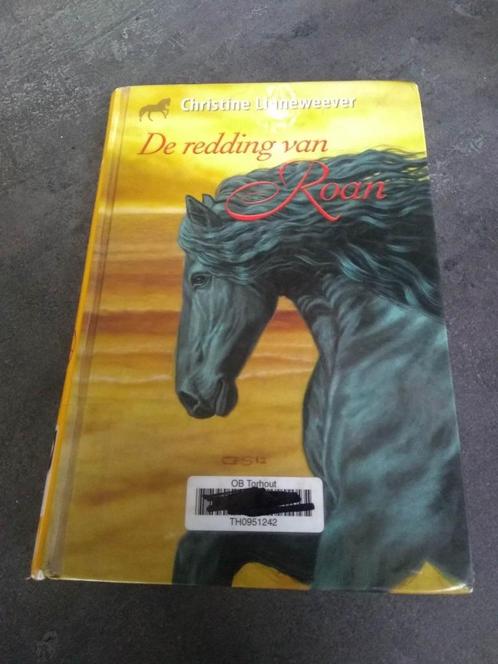 Christine Linneweever
De redding van
Roan
OB Torhout
TH0951242